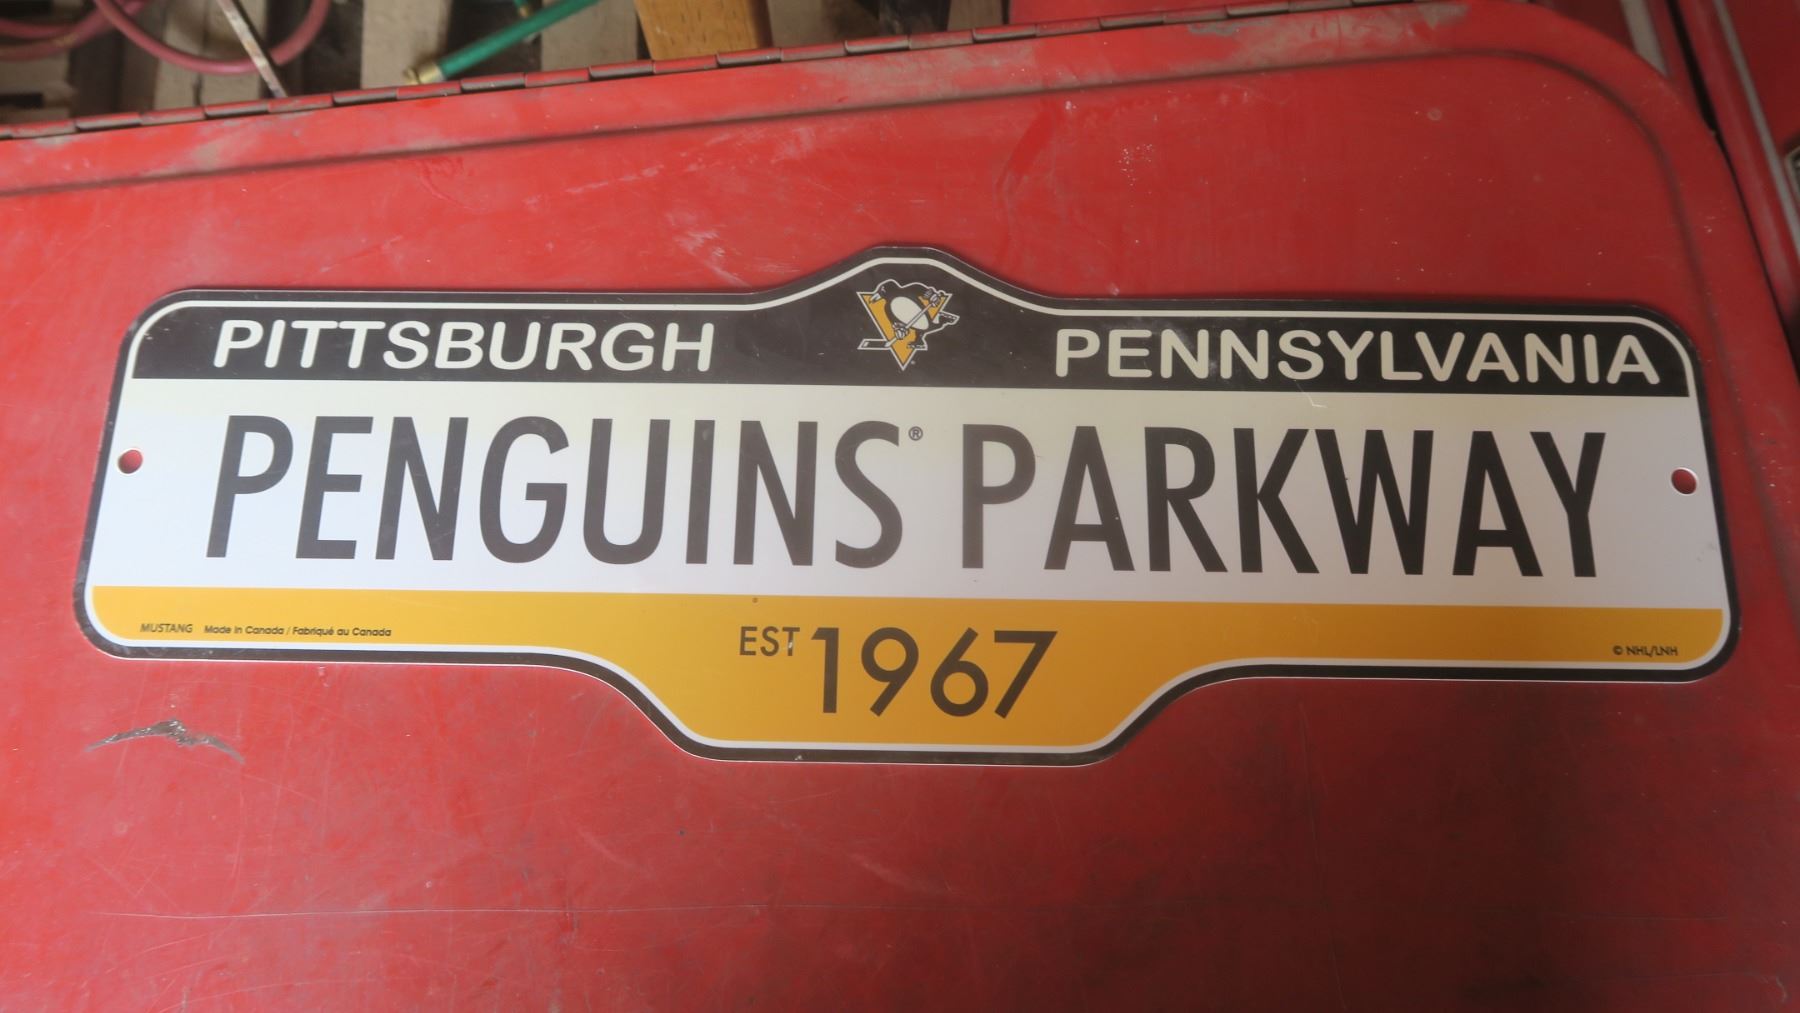 PITTSBURGH PENNSYLVANIA
PENGUINS® PARKWAY
EST 1967
MUSTANG Made in Canada / Fabriqué au Canada
© NHL/LNH